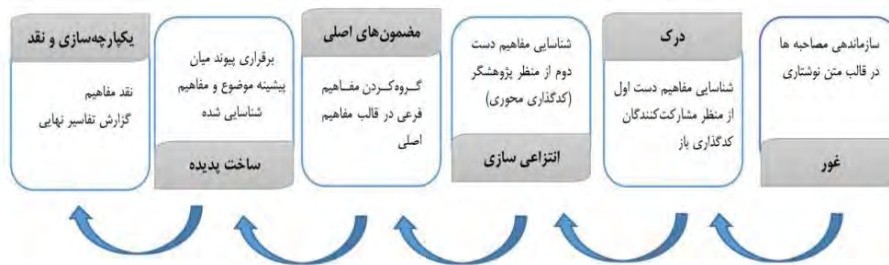 سازماندهی مصاحبه ها
در قالب متن نوشتاری
غور
درک
شناسایی مفاهیم دست اول
از منظر مشارکت‌کنندگان
کدگذاری باز
شناسایی مفاهیم دست
دوم از منظر پژوهشگر
(کدگذاری محوری)
انتزاعی سازی
مضمون‌های اصلی
گروه‌کردن مفاهیم
فرعی در قالب مفاهیم
اصلی
برقراری پیوند میان
پیشینه موضوع و مفاهیم
شناسایی شده
ساخت پدیده
یکپارچه‌سازی و نقد
نقد مفاهیم
گزارش تفاسیر نهایی